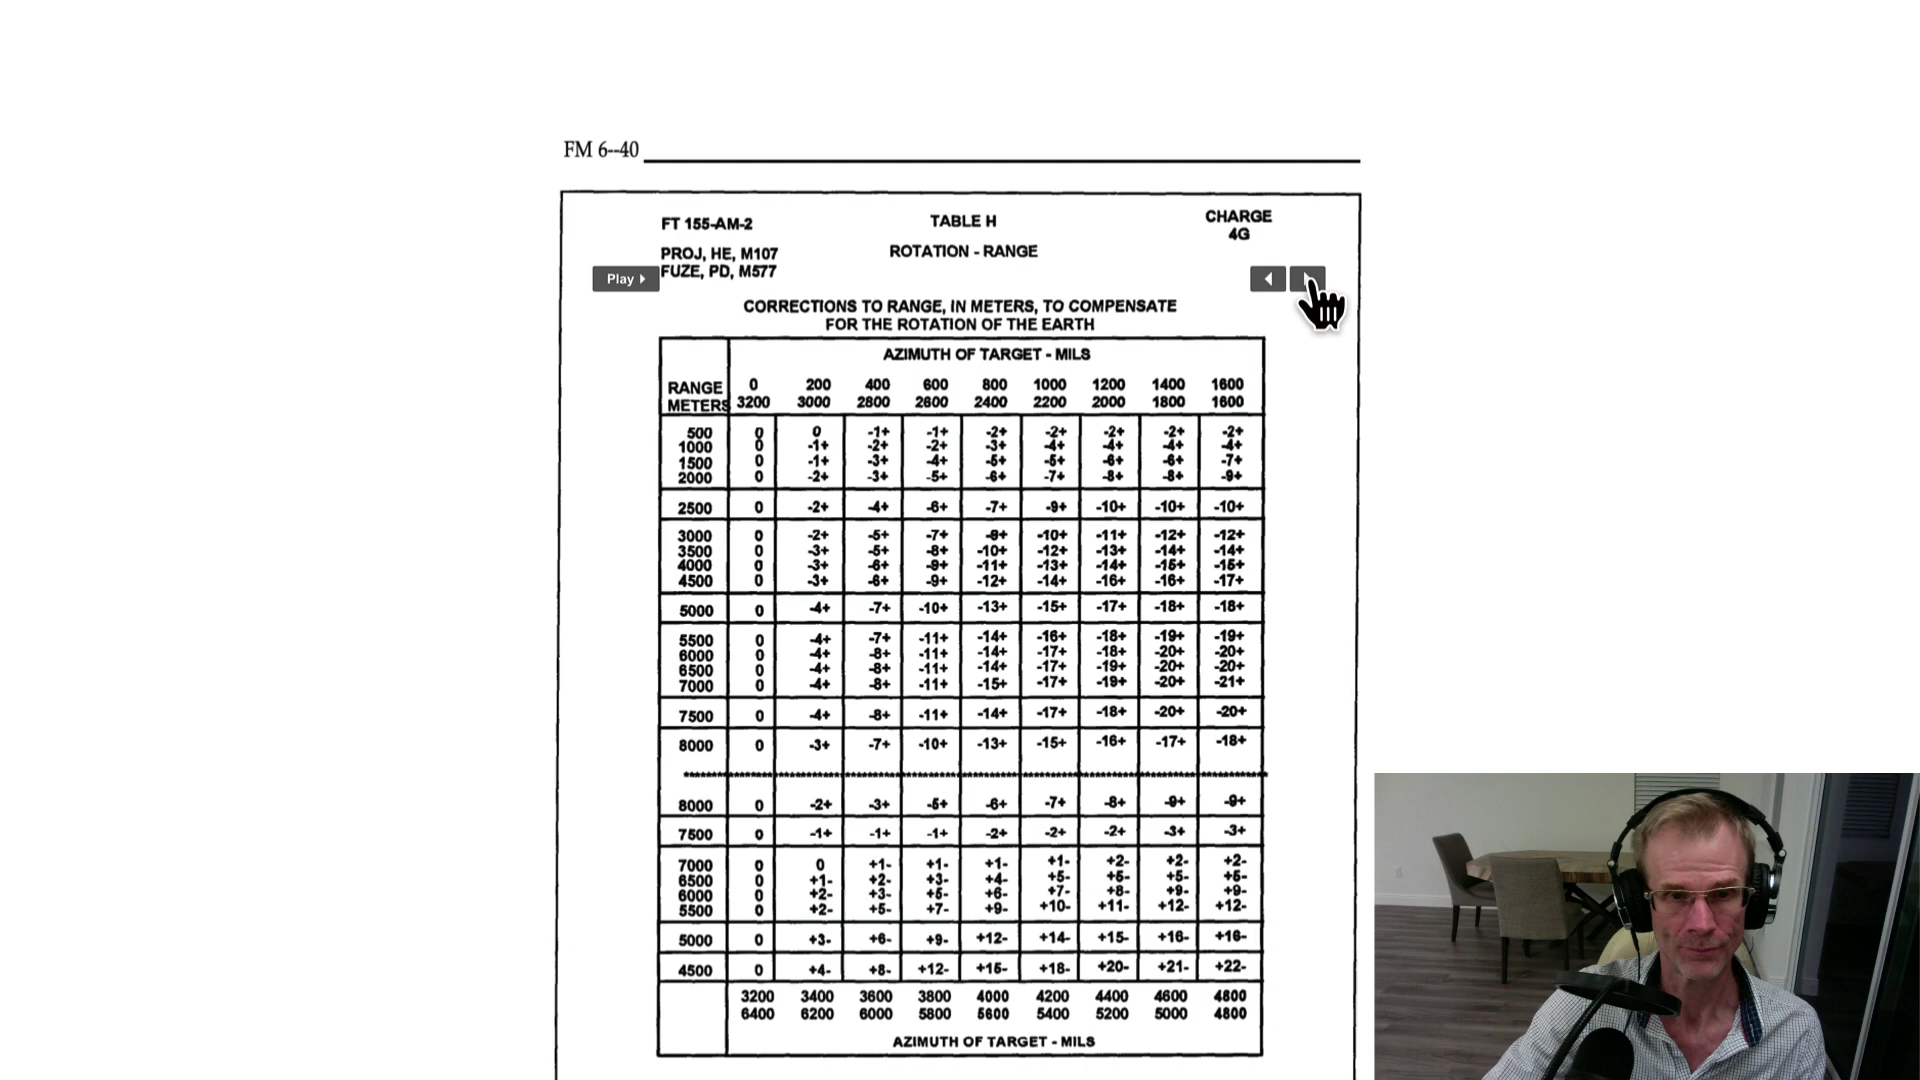 FM 6--40
FT 155-AM-2 TABLE H CHARGE
4G
PROJ, HE, M107 ROTATION - RANGE
FUZE, PD, M577
Play
CORRECTIONS TO RANGE, IN METERS, TO COMPENSATE
FOR THE ROTATION OF THE EARTH
AZIMUTH OF TARGET - MILS
RANGE 0 200 400 600 800 1000 1200 1400 1600
METERS 3200 3000 2800 2600 2400 2200 2000 1800 1600
500 0 0 -1+ -1+ -2+ -2+ -2+ -2+ -2+
1000 0 -1+ -2+ -2+ -3+ -4+ -4+ -4+ -4+
1500 0 -1+ -3+ -4+ -5+ -5+ -6+ -6+ -7+
2000 0 -2+ -3+ -5+ -6+ -7+ -8+ -8+ -9+
2500 0 -2+ -4+ -6+ -7+ -9+ -10+ -10+ -10+
3000 0 -2+ -5+ -7+ -9+ -10+ -11+ -12+ -12+
3500 0 -3+ -5+ -8+ -10+ -12+ -13+ -14+ -14+
4000 0 -3+ -6+ -9+ -11+ -13+ -14+ -15+ -15+
4500 0 -3+ -6+ -9+ -12+ -14+ -16+ -16+ -17+
5000 0 -4+ -7+ -10+ -13+ -15+ -17+ -18+ -18+
5500 0 -4+ -7+ -11+ -14+ -16+ -18+ -19+ -19+
6000 0 -4+ -8+ -11+ -14+ -17+ -18+ -20+ -20+
6500 0 -4+ -8+ -11+ -14+ -17+ -19+ -20+ -20+
7000 0 -4+ -8+ -11+ -15+ -17+ -19+ -20+ -21+
7500 0 -4+ -8+ -11+ -14+ -17+ -18+ -20+ -20+
8000 0 -3+ -7+ -10+ -13+ -15+ -16+ -17+ -18+
8000 0 -2+ -3+ -5+ -6+ -7+ -8+ -9+ -9+
7500 0 -1+ -1+ -1+ -2+ -2+ -2+ -3+ -3+
7000 0 0 +1- +1- +1- +1- +2- +2- +2-
6500 0 +1- +2- +3- +4- +5- +5- +5-
6000 0 +2- +3- +5- +6- +7- +8- +9- +9-
5500 0 +2- +5- +7- +9- +10- +11- +12- +12-
5000 0 +3- +6- +9- +12- +14- +15- +16- +16-
4500 0 +4- +8- +12- +15- +18- +20- +21- +22-
3200 3400 3600 3800 4000 4200 4400 4600 4800
6400 6200 6000 5800 5600 5400 5200 5000 4800
AZIMUTH OF TARGET - MILS